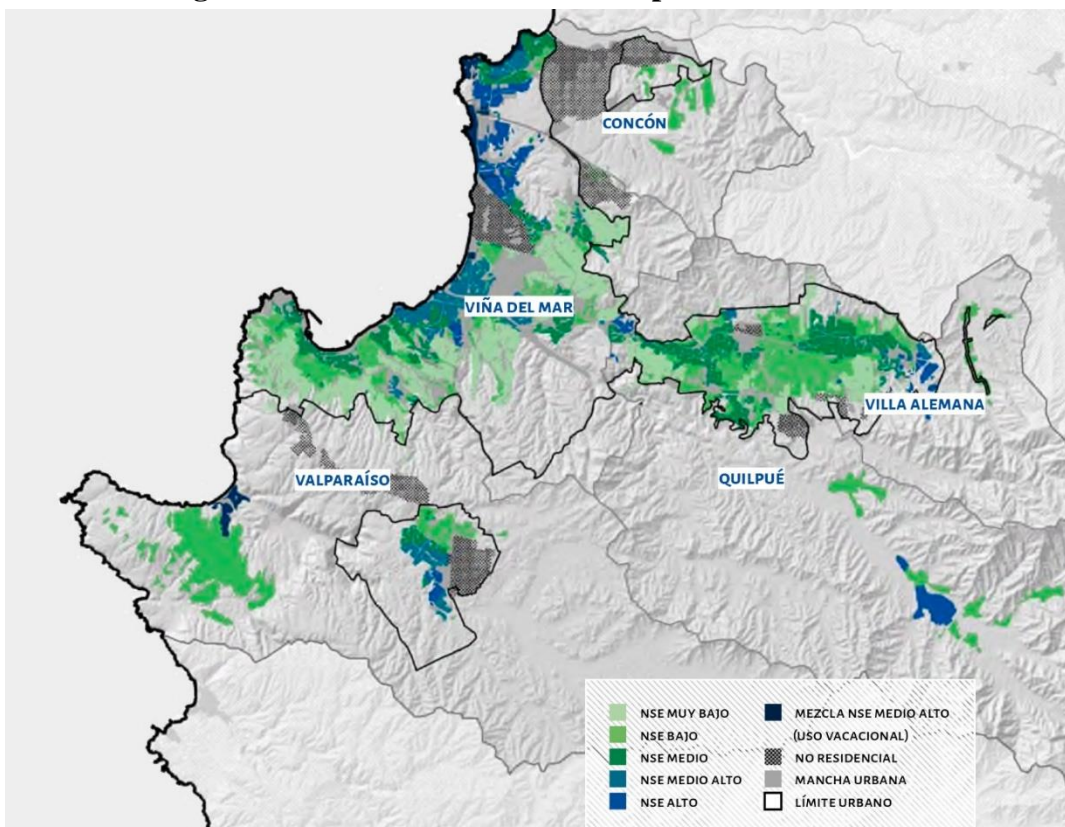 CONCÓN
VIÑA DEL MAR
VILLA ALEMANA
VALPARAÍSO
QUILPUÉ
NSE MUY BAJO
NSE BAJO
NSE MEDIO
NSE MEDIO ALTO
NSE ALTO
MEZCLA NSE MEDIO ALTO
(USO VACACIONAL)
NO RESIDENCIAL
MANCHA URBANA
LÍMITE URBANO